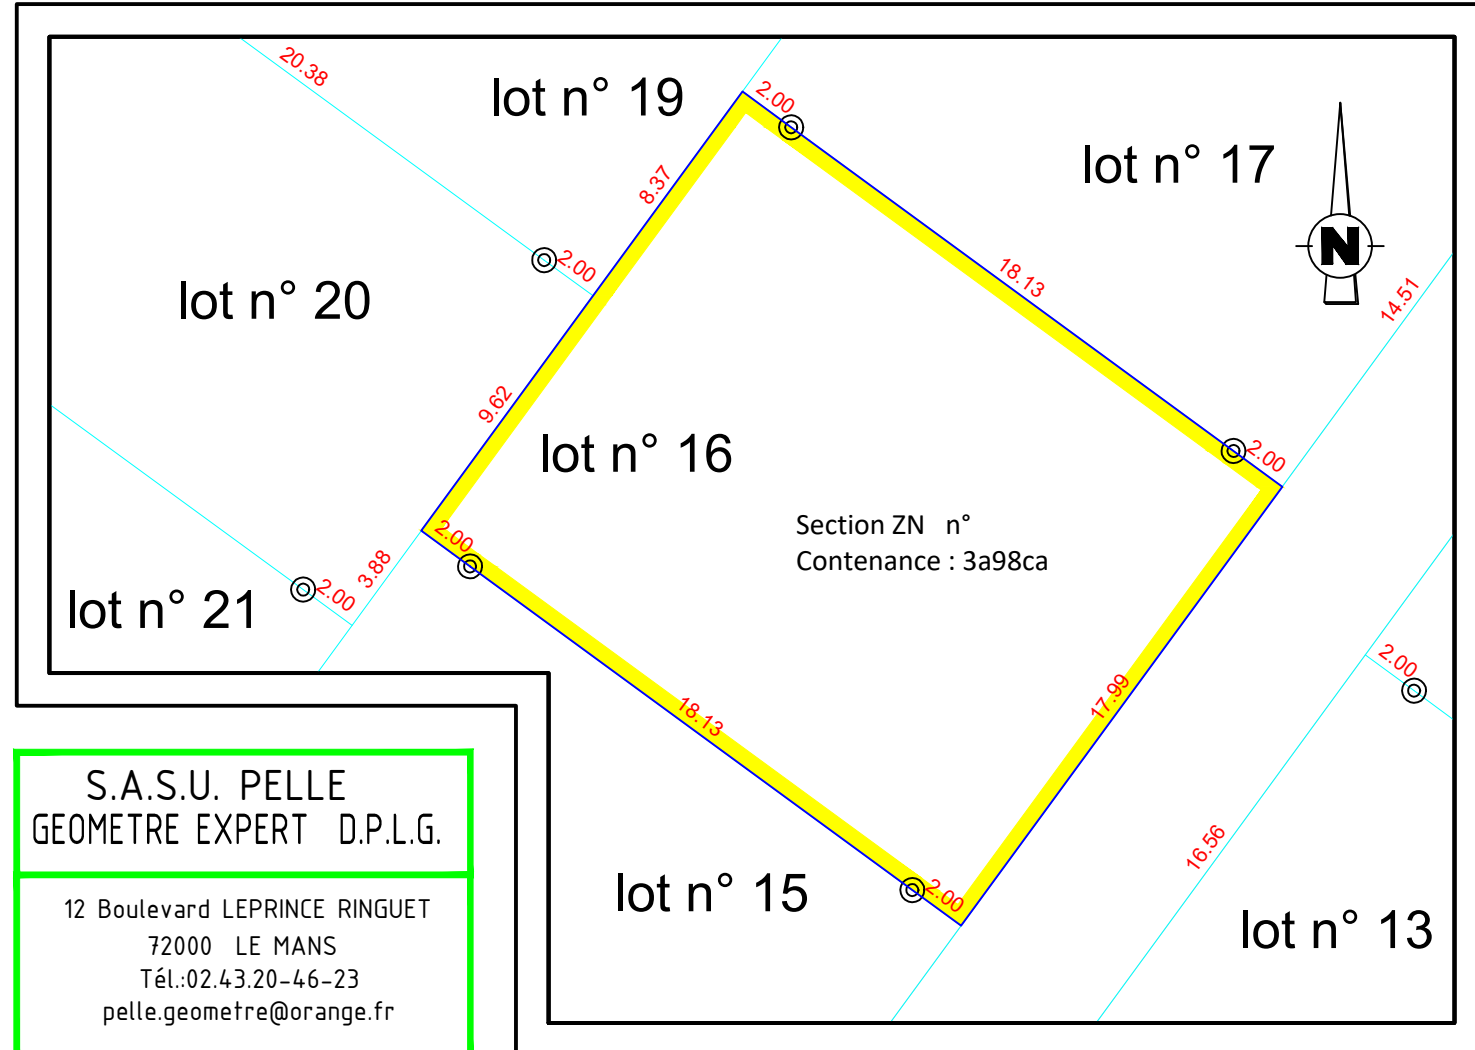 20.38
lot n° 19
2.00
lot n° 17
8.37
2.00
18.13
N
14.51
lot n° 20
9.62
lot n° 16
2.00
2.00
Section ZN n°
Contenance : 3a98ca
3.88
2.00
lot n° 21
2.00
17.99
18.13
16.56
lot n° 15
2.00
lot n° 13
S.A.S.U. PELLE
GEOMETRE EXPERT D.P.L.G.
12 Boulevard LEPRINCE RINGUET
72000 LE MANS
Tél.:02.43.20-46-23
pelle.geometre@orange.fr